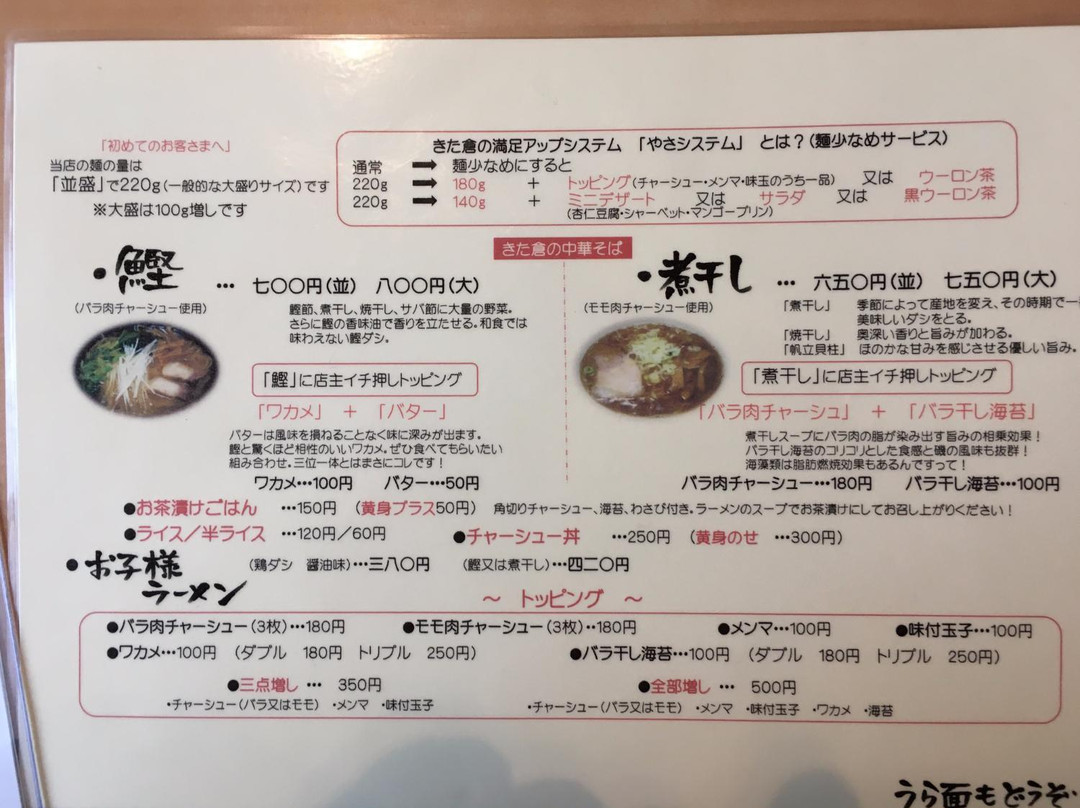 「初めてのお客さまへ」
当店の麺の量は
「並盛」で220g(一般的な大盛りサイズ)です
※大盛は100g増しです
きた倉の満足アップシステム 「やさシステム」 とは?(麺少なめサービス)
通常 ➡ 麺少なめにすると
220g ➡ 180g + トッピング(チャーシュー・メンマ・味玉のうち一品) 又は ウーロン茶
220g ➡ 140g + ミニデザート 又は サラダ 又は 黒ウーロン茶
(杏仁豆腐・シャーベット・マンゴープリン)
きた倉の中華そば
・鰹 … 七〇〇円(並) 八〇〇円(大)
(バラ肉チャーシュー使用)
鰹節、煮干し、焼干し、サバ節に大量の野菜。
さらに鰹の香味油で香りを立たせる。和食では
味わえない鰹ダシ。
「鰹」に店主イチ押しトッピング
「ワカメ」 + 「バター」
バターは風味を損ねることなく味に深みが出ます。
鰹と驚くほど相性のいいワカメ。ぜひ食べてもらいたい
組み合わせ。三位一体とはまさにコレです!
ワカメ…100円 バター…50円
・煮干し … 六五〇円(並) 七五〇円(大)
(モモ肉チャーシュー使用)
「煮干し」 季節によって産地を変え、その時期で一
美味しいダシをとる。
「焼干し」 奥深い香りと旨みが加わる。
「帆立貝柱」 ほのかな甘みを感じさせる優しい旨み。
「煮干し」に店主イチ押しトッピング
「バラ肉チャーシュ」 + 「バラ干し海苔」
煮干しスープにバラ肉の脂が染み出す旨みの相乗効果!
バラ干し海苔のコリコリとした食感と磯の風味も抜群!
海藻類は脂肪燃焼効果もあるんですって!
バラ肉チャーシュー…180円 バラ干し海苔…100円
●お茶漬けごはん …150円 (黄身プラス50円) 角切りチャーシュー、海苔、わさび付き。ラーメンのスープでお茶漬けにしてお召し上がりください!
●ライス/半ライス …120円/60円 ●チャーシュー丼 …250円 (黄身のせ …300円)
・お子様ラーメン (鶏ダシ 醤油味)…三八〇円 (鰹又は煮干し)…四二〇円
~ トッピング ~
●バラ肉チャーシュー(3枚)…180円 ●モモ肉チャーシュー(3枚)‥180円 ●メンマ…100円 ●味付玉子…100円
●ワカメ…100円 (ダブル 180円 トリプル 250円) ●バラ干し海苔…100円 (ダブル 180円 トリプル 250円)
●三点増し … 350円 ●全部増し … 500円
・チャーシュー(バラ又はモモ) ・メンマ ・味付玉子 ・チャーシュー(バラ又はモモ) ・メンマ ・味付玉子 ・ワカメ ・海苔
うら面もどうぞ・